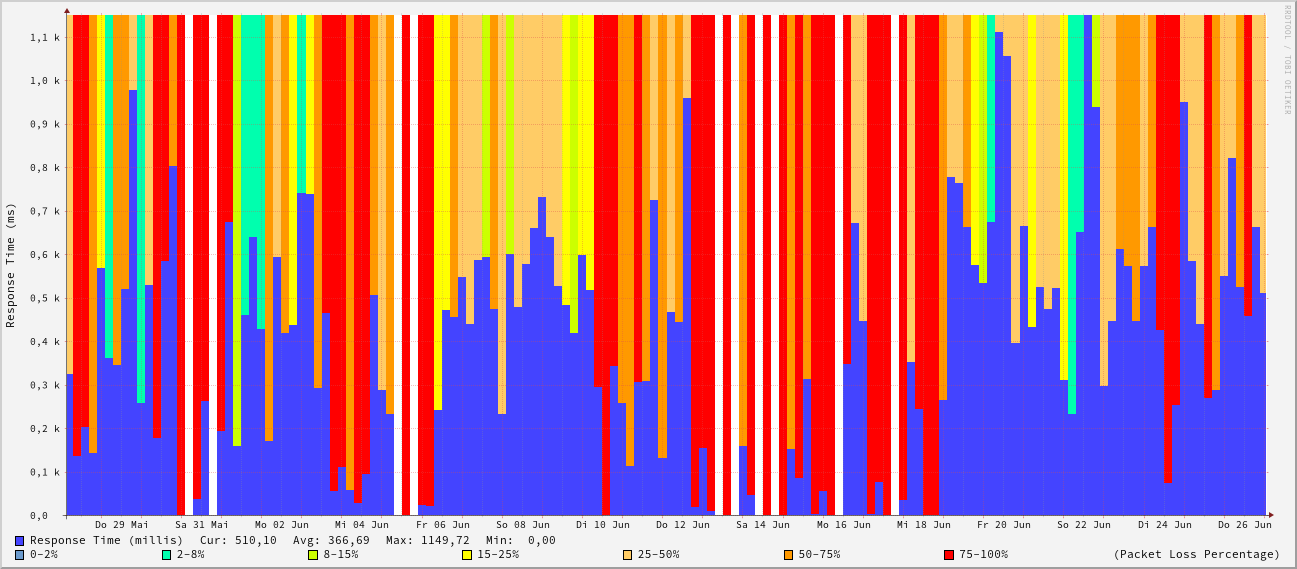 RRDTOOL / TOBI OETIKER
Response Time (ms)
1,1 k
1,0 k
0,9 k
0,8 k
0,7 k
0,6 k
0,5 k
0,4 k
0,3 k
0,2 k
0,1 k
0,0
Do 29 Mai Sa 31 Mai Mo 02 Jun Mi 04 Jun Fr 06 Jun So 08 Jun Di 10 Jun Do 12 Jun Sa 14 Jun Mo 16 Jun Mi 18 Jun Fr 20 Jun So 22 Jun Di 24 Jun Do 26 Jun
Response Time (millis) Cur: 510,10 Avg: 366,69 Max: 1149,72 Min: 0,00
0-2% 2-8% 8-15% 15-25% 25-50% 50-75% 75-100% (Packet Loss Percentage)